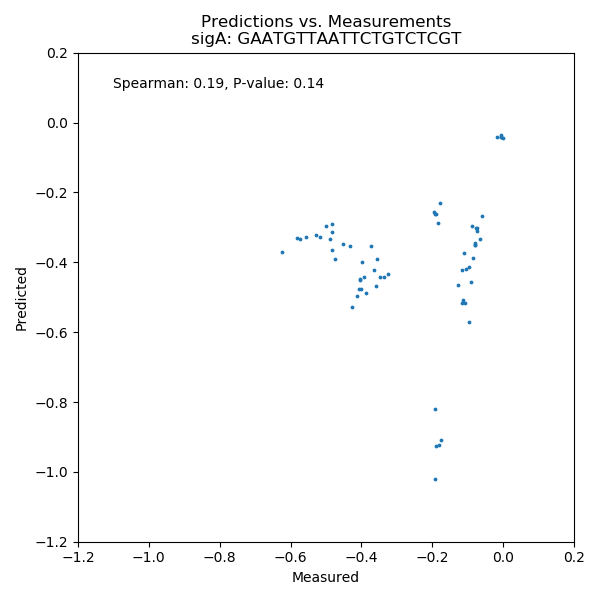 Predictions vs. Measurements
sigA: GAATGTTAATTCTGTCTCGT
Spearman: 0.19, P-value: 0.14
0.2
0.0
−0.2
−0.4
−0.6
−0.8
−1.0
−1.2
Predicted
−1.2 −1.0 −0.8 −0.6 −0.4 −0.2 0.0 0.2
Measured